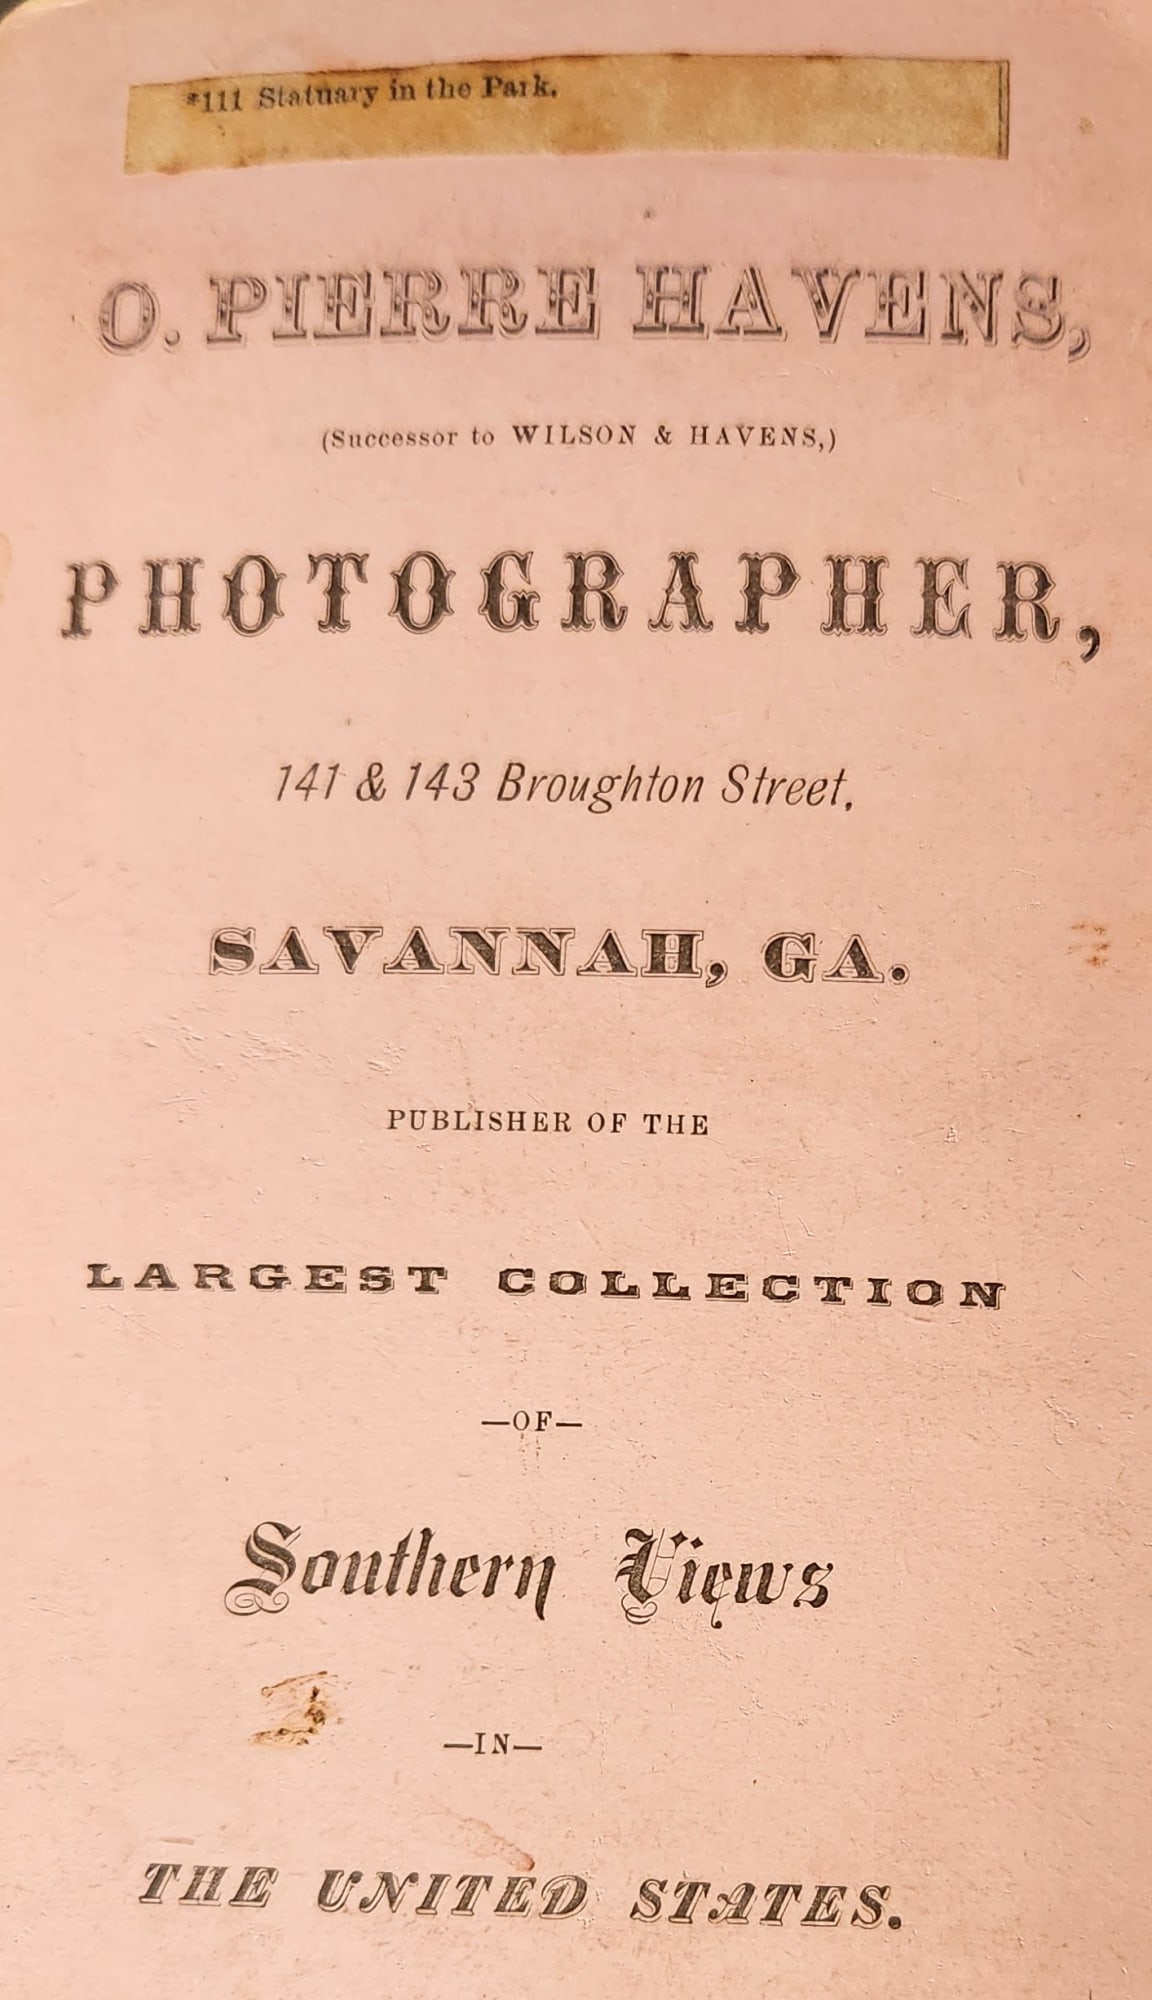 *111 Statuary in the Park.
O. PIERRE HAVENS,
(Successor to WILSON & HAVENS,)
PHOTOGRAPHER,
141 & 143 Broughton Street,
SAVANNAH, GA.
PUBLISHER OF THE
LARGEST COLLECTION
—OF—
Southern Views
—IN—
THE UNITED STATES.